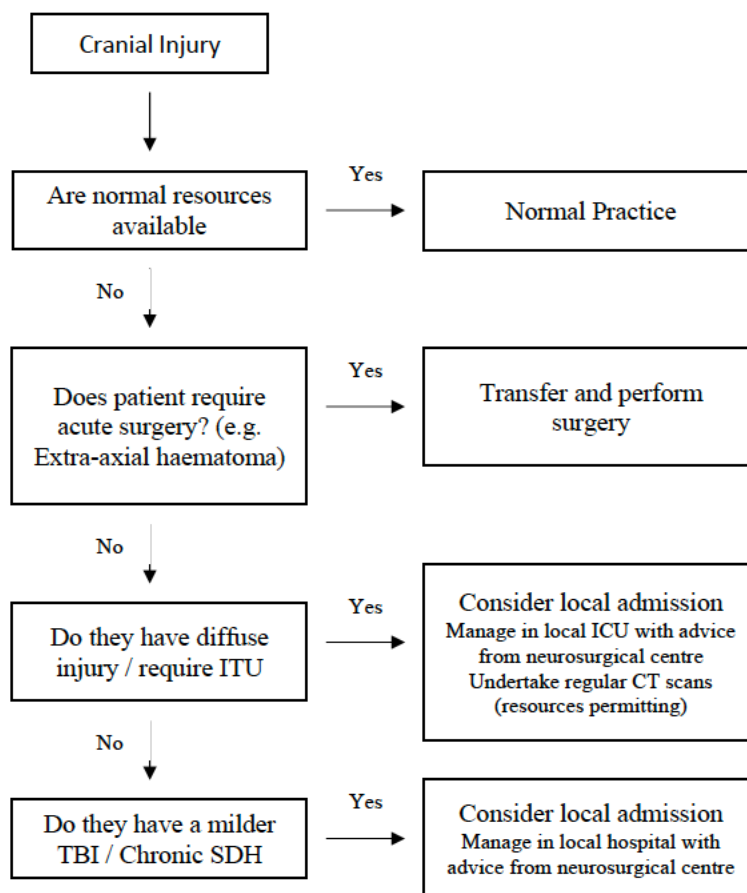 Cranial Injury
Are normal resources
available
Yes
Normal Practice
No
Does patient require
acute surgery? (e.g.
Extra-axial haematoma)
Yes
Transfer and perform
surgery
No
Do they have diffuse
injury / require ITU
Yes
Consider local admission
Manage in local ICU with advice
from neurosurgical centre
Undertake regular CT scans
(resources permitting)
No
Do they have a milder
TBI / Chronic SDH
Yes
Consider local admission
Manage in local hospital with
advice from neurosurgical centre